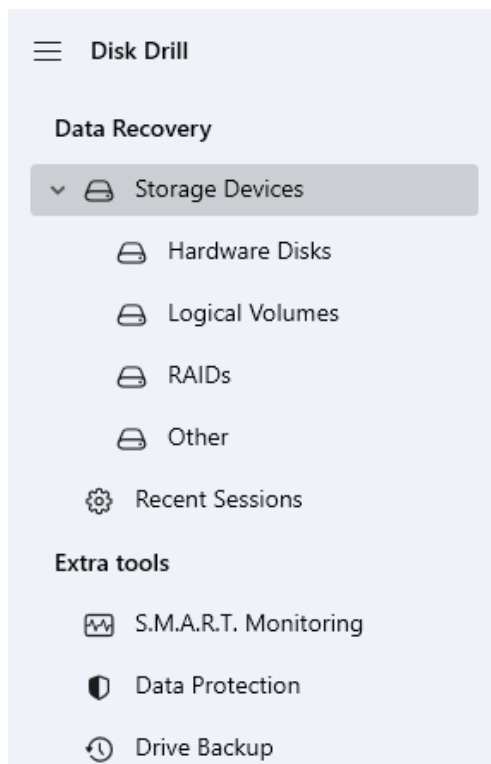 Disk Drill
Data Recovery
Storage Devices
Hardware Disks
Logical Volumes
RAIDs
Other
Recent Sessions
Extra tools
S.M.A.R.T. Monitoring
Data Protection
Drive Backup